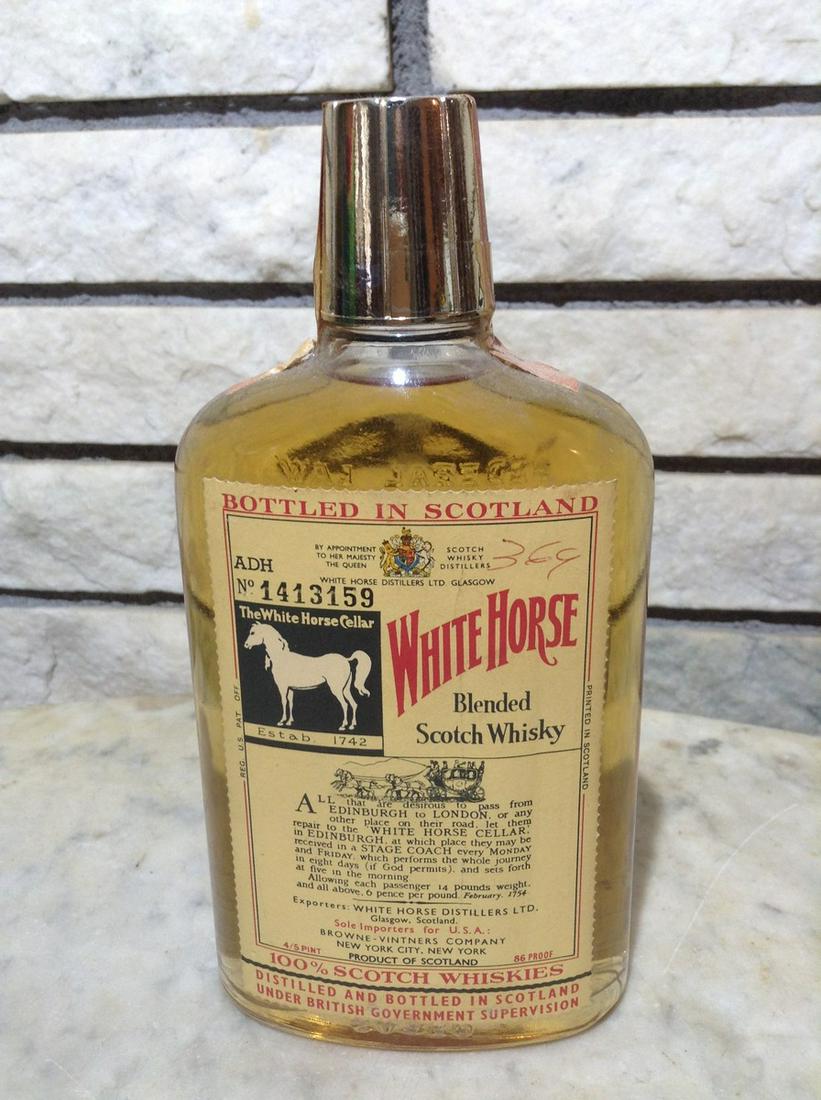 FEDERAL LAW
BOTTLED IN SCOTLAND
BY APPOINTMENT
TO HER MAJESTY
THE QUEEN
SCOTCH
WHISKY
DISTILLERS
WHITE HORSE DISTILLERS LTD GLASGOW
364
ADH
Nº 1413159
The White Horse Cellar
Estab. 1742
WHITE HORSE
Blended
Scotch Whisky
REG. U.S. PAT. OFF.
PRINTED IN SCOTLAND
ALL that are desirous to pass from
EDINBURGH to LONDON, or any
other place on their road, let them
repair to the "WHITE HORSE CELLAR,"
in EDINBURGH, at which place they may be
received in a STAGE COACH every MONDAY
and FRIDAY, which performs the whole journey
in eight days (if God permits), and sets forth
at five in the morning
Allowing each passenger 14 pounds weight,
and all above, 6 pence per pound. February, 1754
Exporters: WHITE HORSE DISTILLERS LTD.
Glasgow, Scotland.
Sole Importers for U.S.A.:
BROWNE-VINTNERS COMPANY
NEW YORK CITY, NEW YORK
4/5 PINT
PRODUCT OF SCOTLAND
86 PROOF
100% SCOTCH WHISKIES
DISTILLED AND BOTTLED IN SCOTLAND
UNDER BRITISH GOVERNMENT SUPERVISION